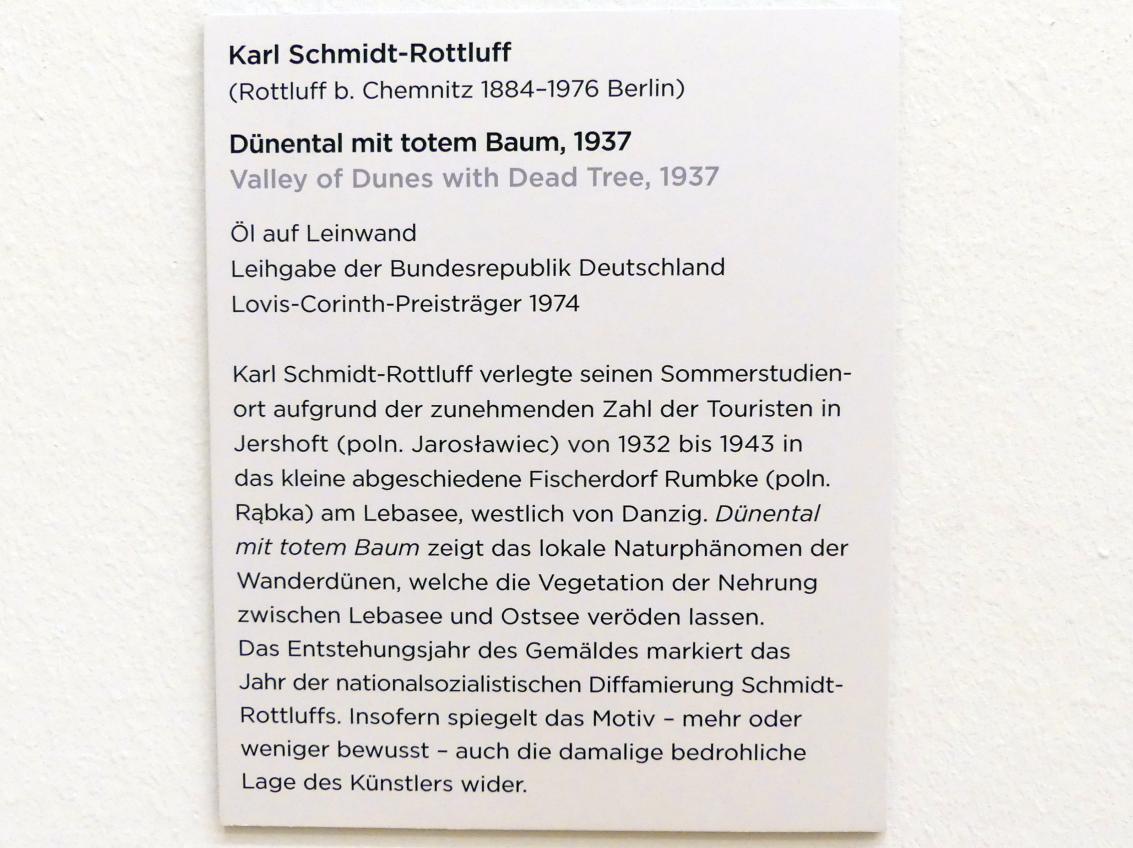 Karl Schmidt-Rottluff
(Rottluff b. Chemnitz 1884–1976 Berlin)
Dünental mit totem Baum, 1937
Valley of Dunes with Dead Tree, 1937
Öl auf Leinwand
Leihgabe der Bundesrepublik Deutschland
Lovis-Corinth-Preisträger 1974
Karl Schmidt-Rottluff verlegte seinen Sommerstudien-
ort aufgrund der zunehmenden Zahl der Touristen in
Jershoft (poln. Jarosławiec) von 1932 bis 1943 in
das kleine abgeschiedene Fischerdorf Rumbke (poln.
Rąbka) am Lebasee, westlich von Danzig. Dünental
mit totem Baum zeigt das lokale Naturphänomen der
Wanderdünen, welche die Vegetation der Nehrung
zwischen Lebasee und Ostsee veröden lassen.
Das Entstehungsjahr des Gemäldes markiert das
Jahr der nationalsozialistischen Diffamierung Schmidt-
Rottluffs. Insofern spiegelt das Motiv – mehr oder
weniger bewusst – auch die damalige bedrohliche
Lage des Künstlers wider.